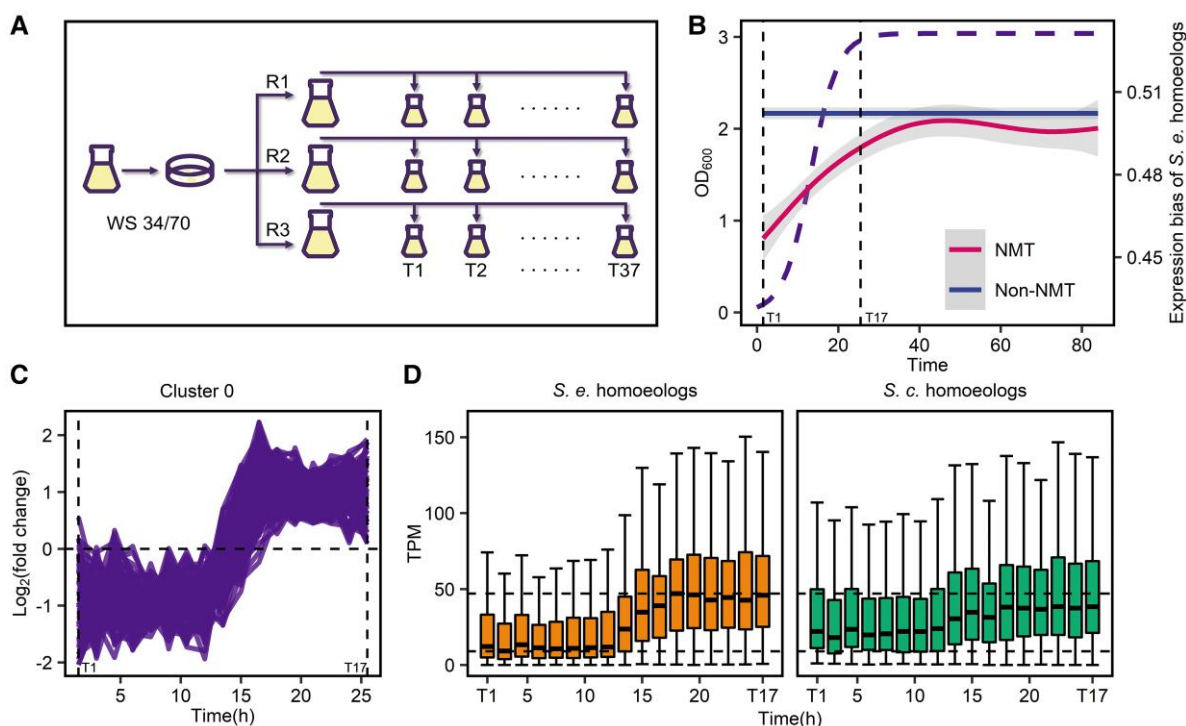 A
R1
R2
R3
WS 34/70
T1 T2 ...... T37
B
OD600
3
2
1
0
T1
T17
0 20 40 60 80
Time
0.51
0.48
0.45
Expression bias of S. e. homoeologs
NMT
Non-NMT
C
Cluster 0
Log2(fold change)
2
1
0
-1
-2
T1
T17
5 10 15 20 25
Time(h)
D
S. e. homoeologs
S. c. homoeologs
TPM
150
100
50
0
T1 5 10 15 20 T17
T1 5 10 15 20 T17
Time(h)